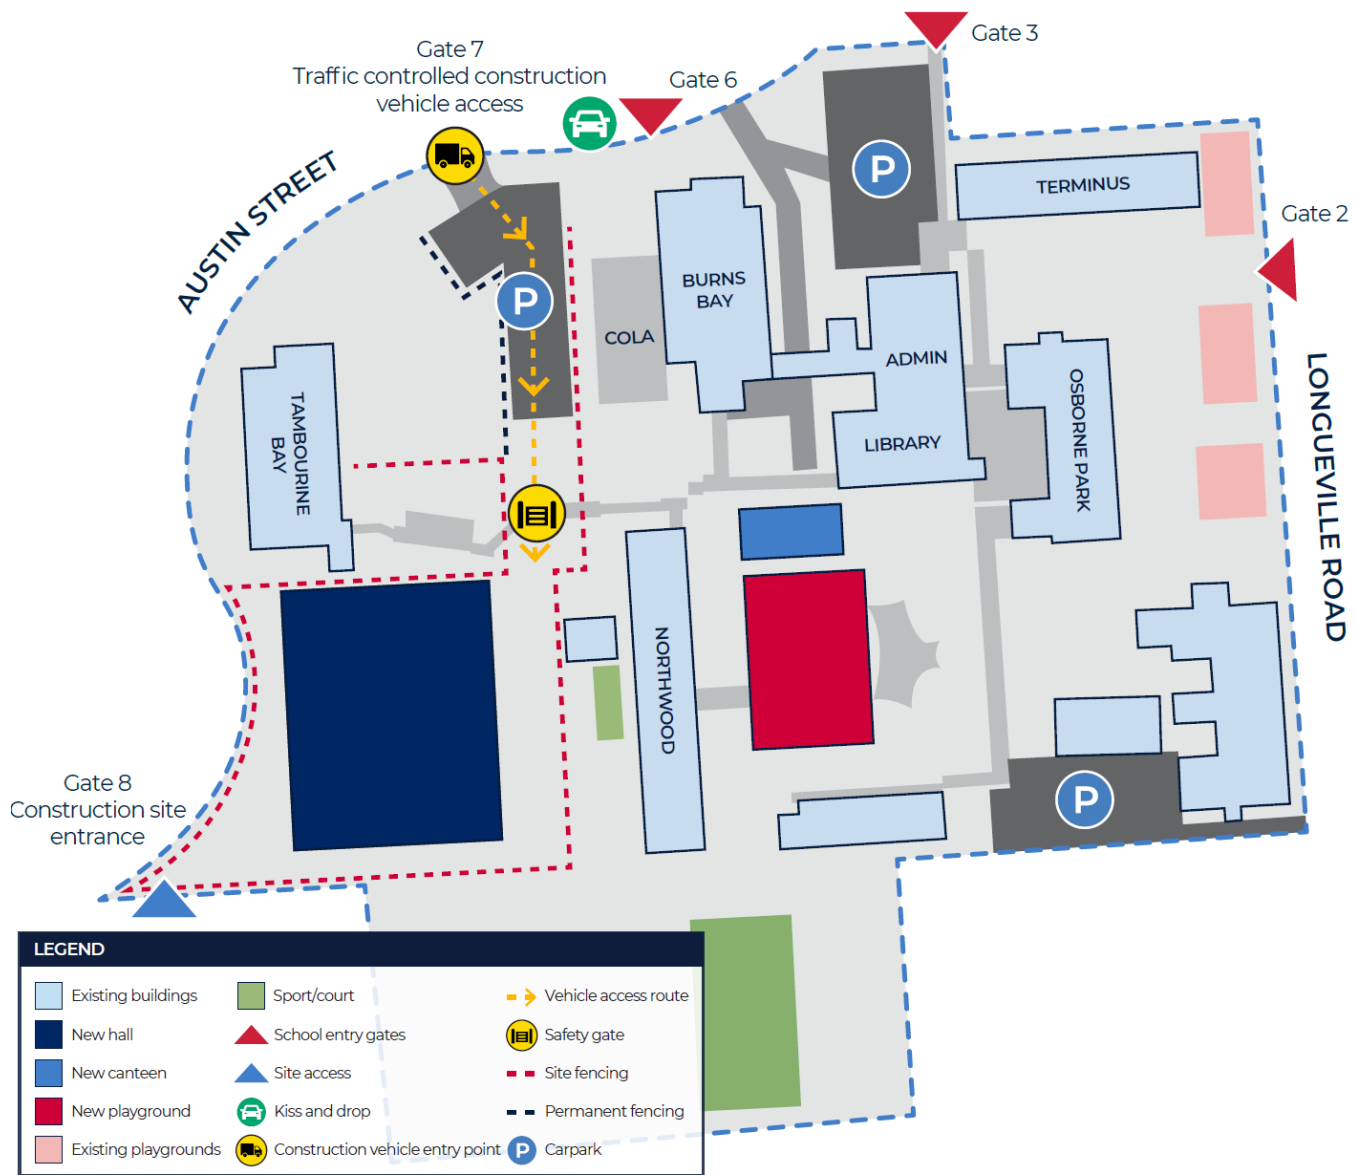 Gate 7
Traffic controlled construction
vehicle access
Gate 6
Gate 3
Gate 2
AUSTIN STREET
LONGUEVILLE ROAD
TERMINUS
BURNS
BAY
COLA
ADMIN
LIBRARY
OSBORNE PARK
TAMBOURINE
BAY
NORTHWOOD
P
P
P
Gate 8
Construction site
entrance
LEGEND
Existing buildings
New hall
New canteen
New playground
Existing playgrounds
Sport/court
School entry gates
Site access
Kiss and drop
Construction vehicle entry point
Vehicle access route
Safety gate
Site fencing
Permanent fencing
P Carpark